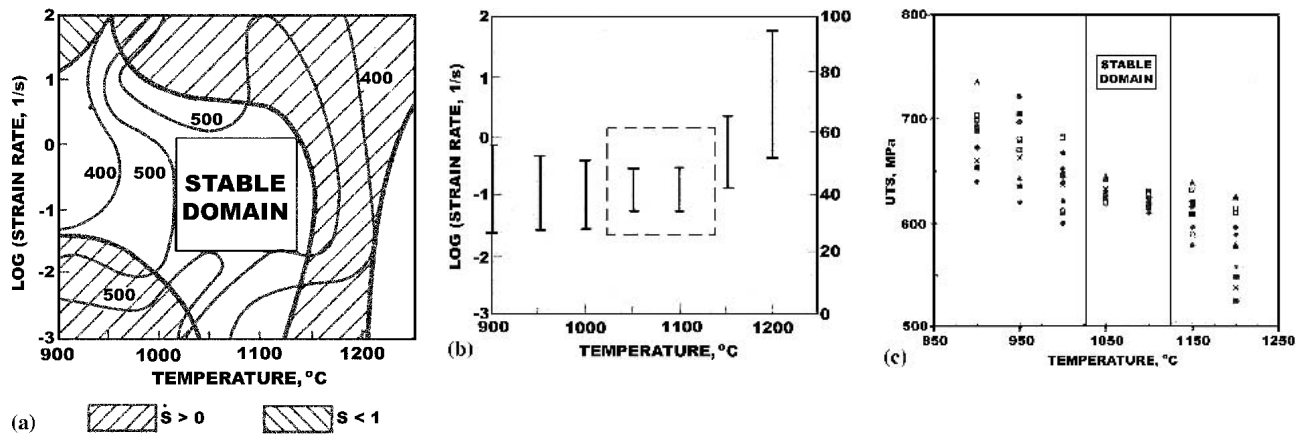 2
1
0
-1
-2
-3
LOG (STRAIN RATE, 1/s)
400
500
400
500
500
STABLE
DOMAIN
900
1000
1100
1200
TEMPERATURE, °C
(a)
Ṡ > 0
S < 1
2
1
0
-1
-2
-3
LOG (STRAIN RATE, 1/s)
100
80
60
40
20
0
900
1000
1100
1200
TEMPERATURE, °C
(b)
800
700
600
500
UTS, MPa
STABLE
DOMAIN
850
950
1050
1150
1250
TEMPERATURE, °C
(c)